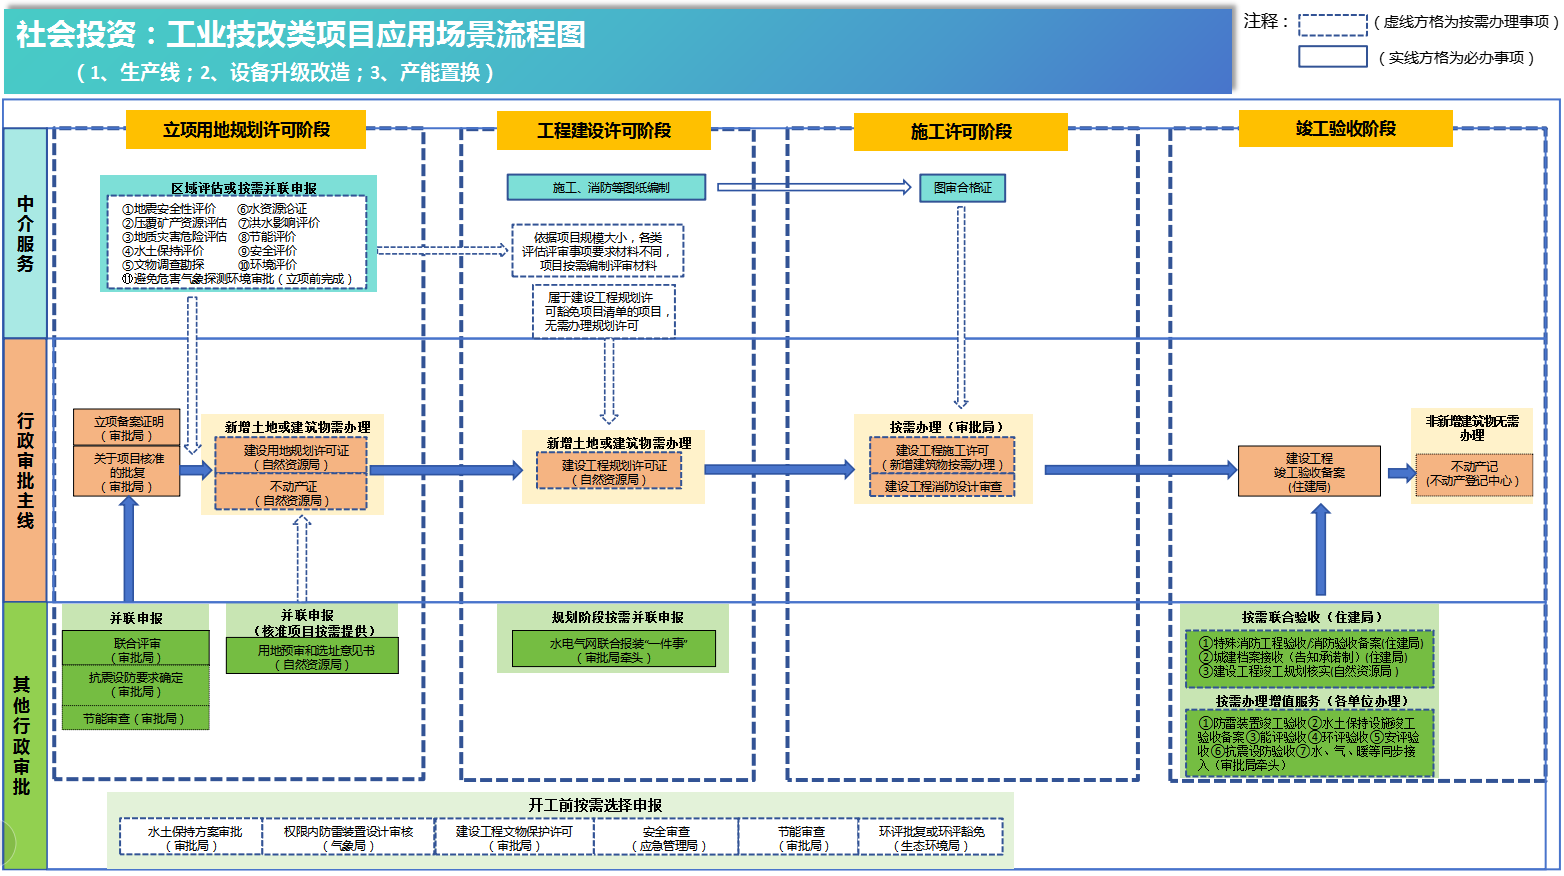 社会投资：工业技改类项目应用场景流程图
（1、生产线；2、设备升级改造；3、产能置换）
注释：
（虚线方格为按需办理事项）
（实线方格为必办事项）
立项用地规划许可阶段
工程建设许可阶段
施工许可阶段
竣工验收阶段
中介服务
区域评估或按需并联申报
①地震安全性评价 ⑥水资源论证
②压覆矿产资源评估 ⑦洪水影响评价
③地质灾害危险评估 ⑧节能评价
④水土保持评价 ⑨安全评价
⑤文物调查勘探 ⑩环境评价
⑪避免危害气象探测环境审批（立项前完成）
施工、消防等图纸编制
图审合格证
依据项目规模大小，各类
评估评审事项要求材料不同，
项目按需编制评审材料
属于建设工程规划许
可豁免项目清单的项目，
无需办理规划许可
行政审批主线
立项备案证明
（审批局）
关于项目核准
的批复
（审批局）
新增土地或建筑物需办理
建设用地规划许可证
（自然资源局）
不动产证
（自然资源局）
新增土地或建筑物需办理
建设工程规划许可证
（自然资源局）
按需办理（审批局）
建设工程施工许可
（新增建筑物按需办理）
建设工程消防设计审查
建设工程
竣工验收备案
(住建局)
非新增建筑物无需
办理
不动产记
(不动产登记中心）
其他行政审批
并联申报
联合评审
（审批局）
抗震设防要求确定
（审批局）
节能审查（审批局）
并联申报
（核准项目按需提供）
用地预审和选址意见书
（自然资源局）
规划阶段按需并联申报
水电气网联合报装“一件事”
（审批局牵头）
按需联合验收（住建局）
①特殊消防工程验收/消防验收备案(住建局)
②城建档案接收（告知承诺制）(住建局)
③建设工程竣工规划核实(自然资源局）
按需办理增值服务（各单位办理）
①防雷装置竣工验收②水土保持设施竣工
验收备案③能评验收④环评验收⑤安评验
收⑥抗震设防验收⑦水、气、暖等同步接
入（审批局牵头）
开工前按需选择申报
水土保持方案审批
（审批局）
权限内防雷装置设计审核
（气象局）
建设工程文物保护许可
（审批局）
安全审查
（应急管理局）
节能审查
（审批局）
环评批复或环评豁免
（生态环境局）